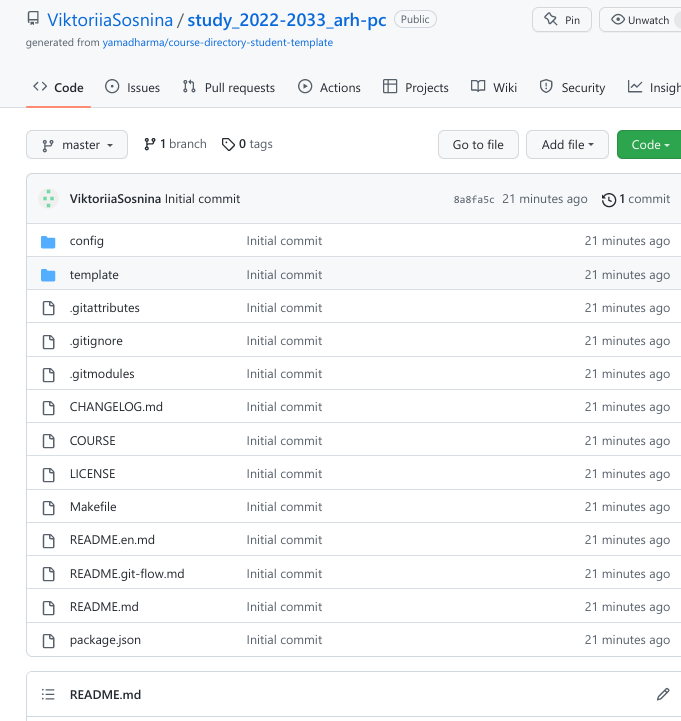 ViktoriiaSosnina / study_2022-2033_arh-pc Public Pin Unwatch
generated from yamadharma/course-directory-student-template
Code Issues Pull requests Actions Projects Wiki Security Insigh
master 1 branch 0 tags Go to file Add file Code
ViktoriiaSosnina Initial commit 8a8fa5c 21 minutes ago 1 commit
config Initial commit 21 minutes ago
template Initial commit 21 minutes ago
.gitattributes Initial commit 21 minutes ago
.gitignore Initial commit 21 minutes ago
.gitmodules Initial commit 21 minutes ago
CHANGELOG.md Initial commit 21 minutes ago
COURSE Initial commit 21 minutes ago
LICENSE Initial commit 21 minutes ago
Makefile Initial commit 21 minutes ago
README.en.md Initial commit 21 minutes ago
README.git-flow.md Initial commit 21 minutes ago
README.md Initial commit 21 minutes ago
package.json Initial commit 21 minutes ago
README.md